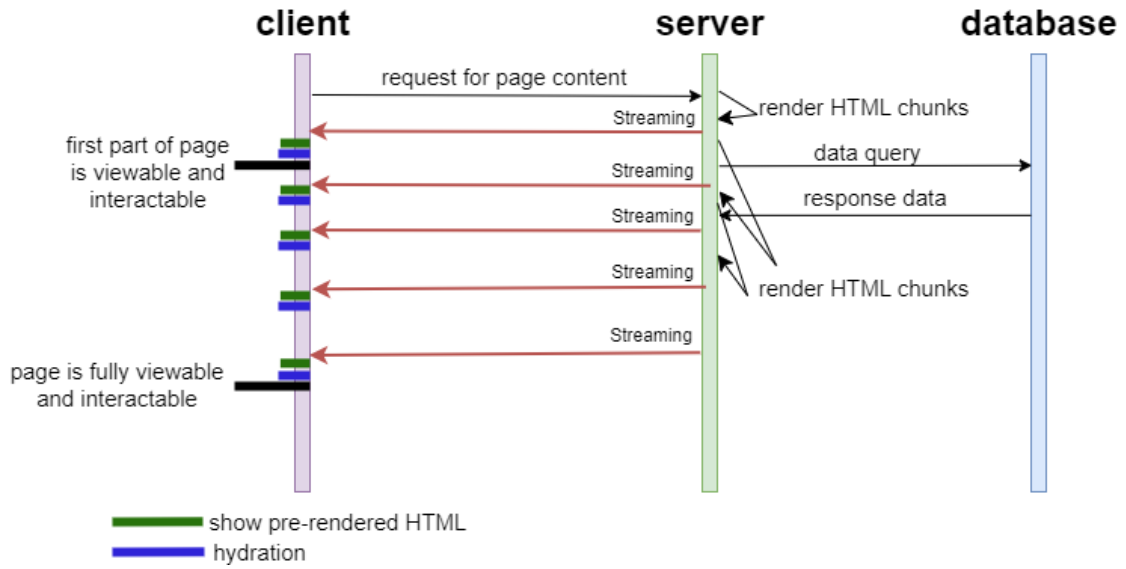 client
server
database
request for page content
render HTML chunks
Streaming
first part of page
is viewable and
interactable
data query
Streaming
response data
Streaming
Streaming
render HTML chunks
Streaming
page is fully viewable
and interactable
show pre-rendered HTML
hydration